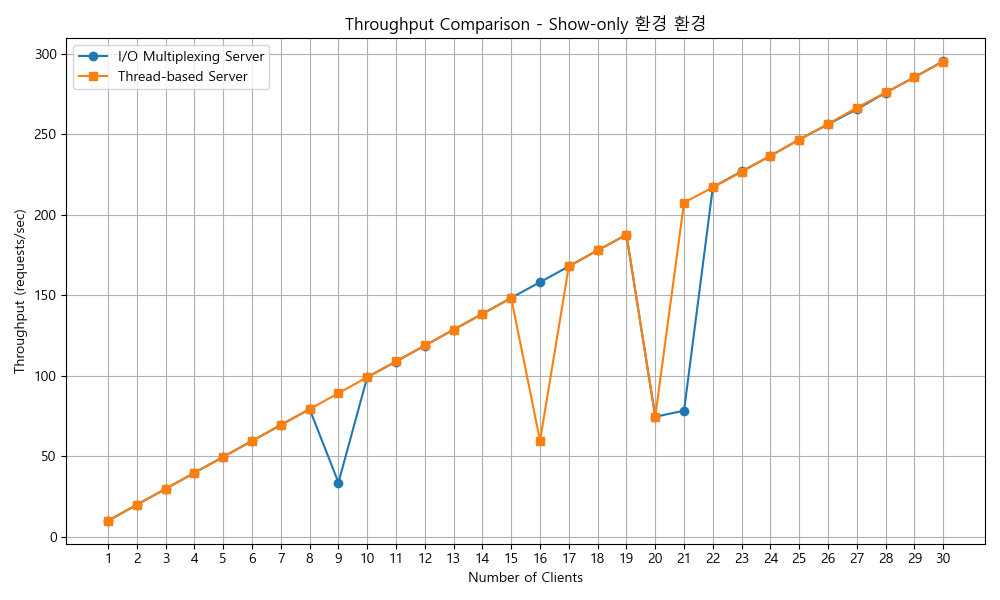 Throughput Comparison - Show-only 환경 환경
I/O Multiplexing Server
Thread-based Server
300
250
200
150
100
50
0
Throughput (requests/sec)
1 2 3 4 5 6 7 8 9 10 11 12 13 14 15 16 17 18 19 20 21 22 23 24 25 26 27 28 29 30
Number of Clients